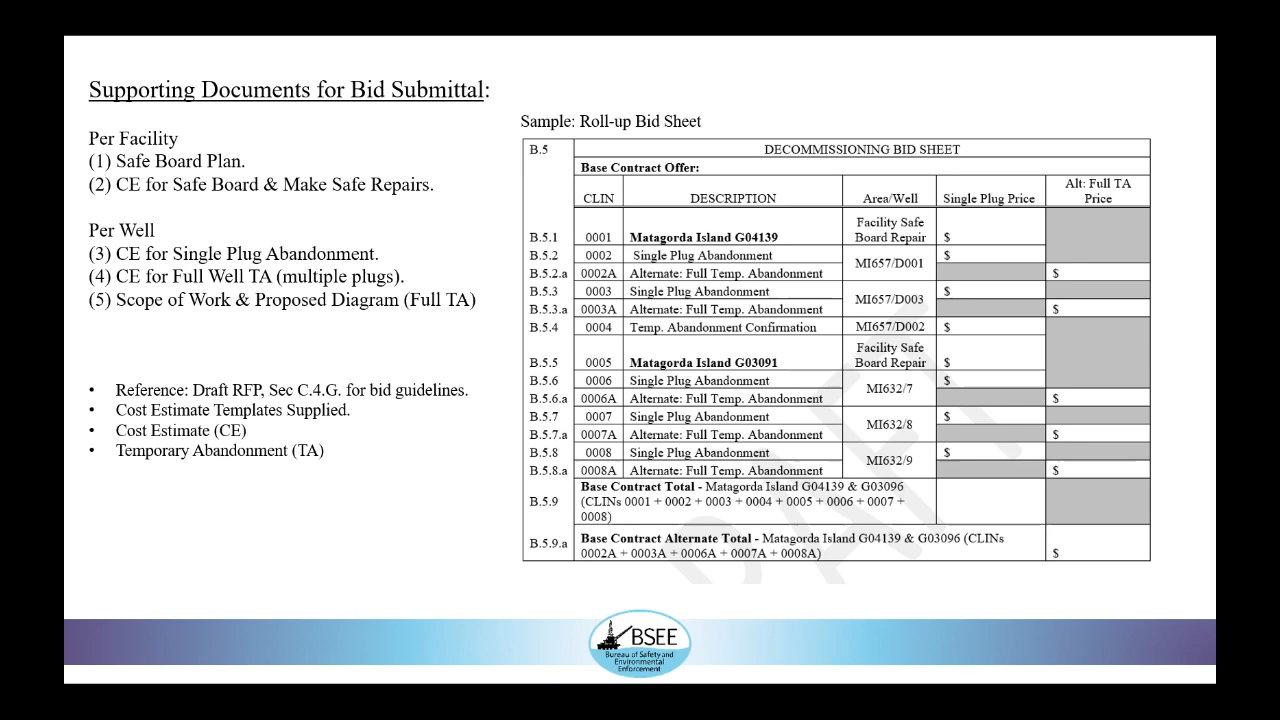 Supporting Documents for Bid Submittal:
Per Facility
(1) Safe Board Plan.
(2) CE for Safe Board & Make Safe Repairs.
Per Well
(3) CE for Single Plug Abandonment.
(4) CE for Full Well TA (multiple plugs).
(5) Scope of Work & Proposed Diagram (Full TA)
• Reference: Draft RFP, Sec C.4.G. for bid guidelines.
• Cost Estimate Templates Supplied.
• Cost Estimate (CE)
• Temporary Abandonment (TA)
Sample: Roll-up Bid Sheet
B.5 DECOMMISSIONING BID SHEET
Base Contract Offer:
CLIN DESCRIPTION Area/Well Single Plug Price Alt: Full TA
Price
Facility Safe
B.5.1 0001 Matagorda Island G04139 Board Repair $
B.5.2 0002 Single Plug Abandonment $
MI657/D001
B.5.2.a 0002A Alternate: Full Temp. Abandonment $
B.5.3 0003 Single Plug Abandonment $
MI657/D003
B.5.3.a 0003A Alternate: Full Temp. Abandonment $
B.5.4 0004 Temp. Abandonment Confirmation MI657/D002 $
Facility Safe
B.5.5 0005 Matagorda Island G03091 Board Repair $
B.5.6 0006 Single Plug Abandonment $
MI632/7
B.5.6.a 0006A Alternate: Full Temp. Abandonment $
B.5.7 0007 Single Plug Abandonment $
MI632/8
B.5.7.a 0007A Alternate: Full Temp. Abandonment $
B.5.8 0008 Single Plug Abandonment $
MI632/9
B.5.8.a 0008A Alternate: Full Temp. Abandonment $
Base Contract Total - Matagorda Island G04139 & G03096
B.5.9 (CLINs 0001 + 0002 + 0003 + 0004 + 0005 + 0006 + 0007 +
0008)
Base Contract Alternate Total - Matagorda Island G04139 & G03096 (CLINs
B.5.9.a 0002A + 0003A + 0006A + 0007A + 0008A) $
DRAFT
BSEE
Bureau of Safety and
Environmental
Enforcement